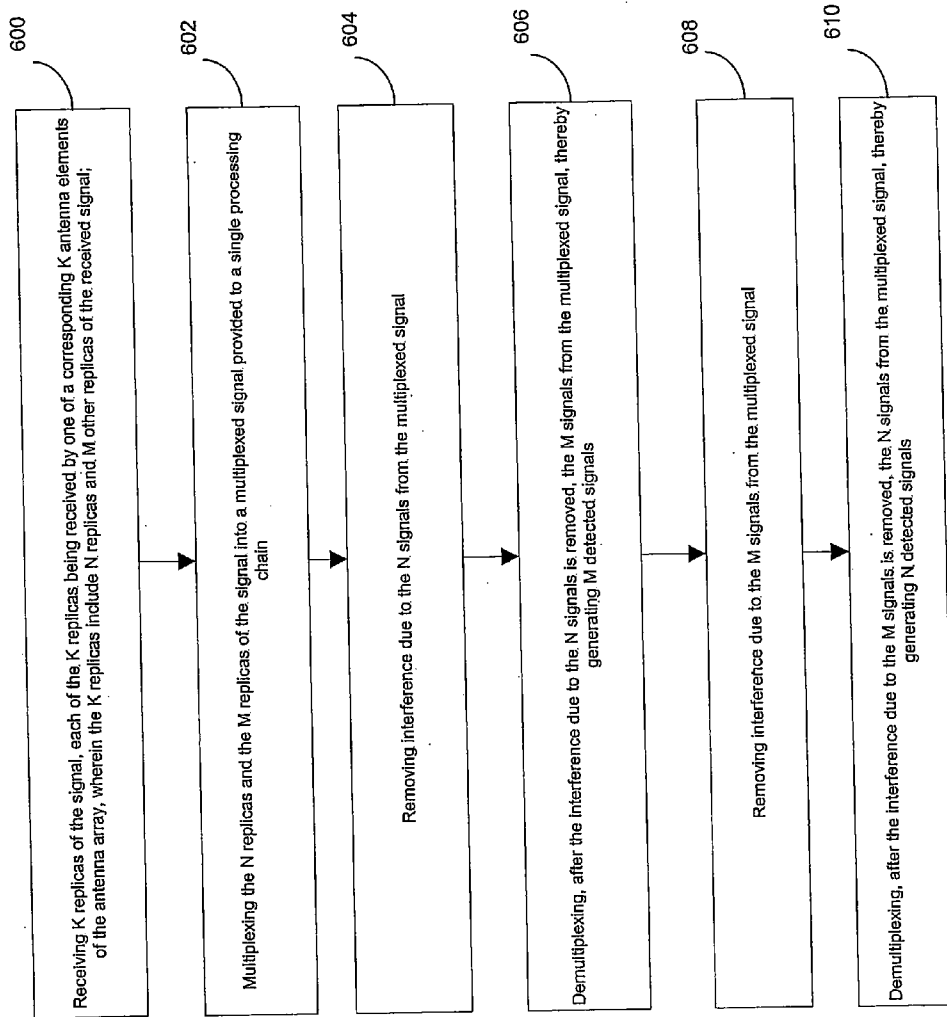 600
Receiving K replicas of the signal, each of the K replicas being received by one of a corresponding K antenna elements
of the antenna array, wherein the K replicas include N replicas and M other replicas of the received signal;
602
Multiplexing the N replicas and the M replicas of the signal into a multiplexed signal provided to a single processing
chain
604
Removing interference due to the N signals from the multiplexed signal
606
Demultiplexing, after the interference due to the N signals is removed, the M signals from the multiplexed signal, thereby
generating M detected signals
608
Removing interference due to the M signals from the multiplexed signal
610
Demultiplexing, after the interference due to the M signals is removed, the N signals from the multiplexed signal, thereby
generating N detected signals